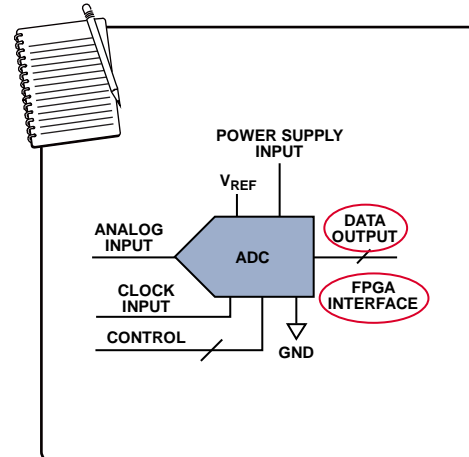 POWER SUPPLY
INPUT
VREF
ANALOG
INPUT
ADC
DATA
OUTPUT
CLOCK
INPUT
FPGA
INTERFACE
CONTROL
GND